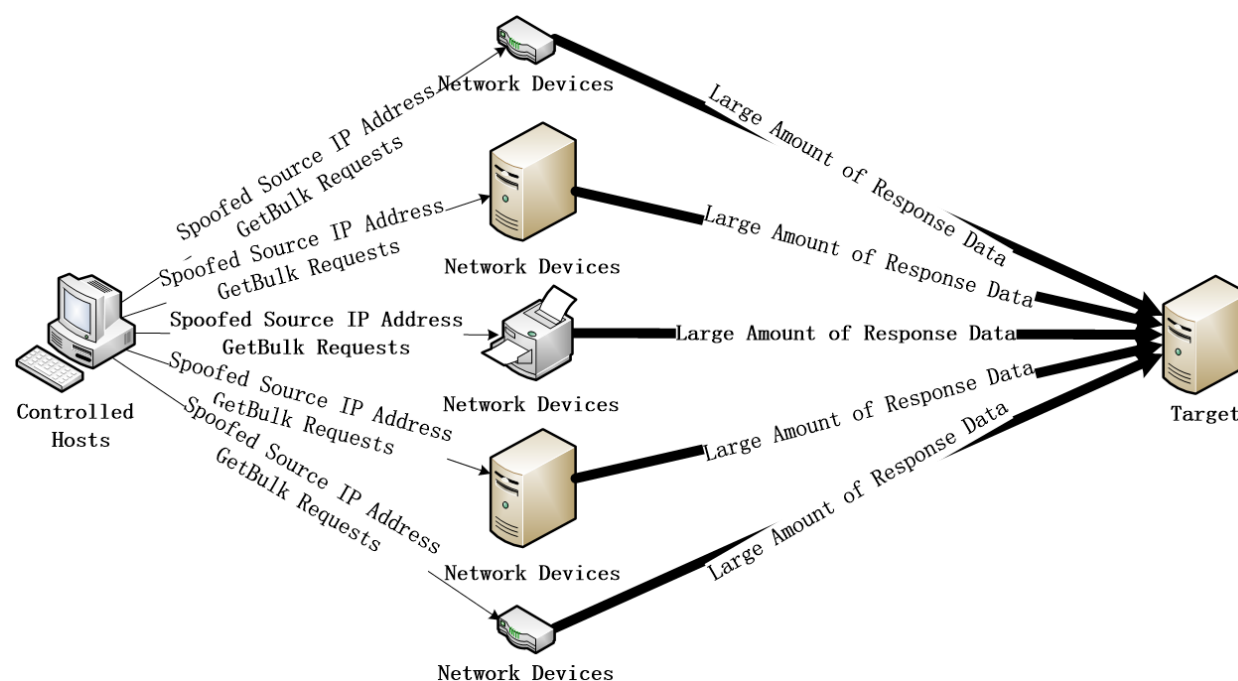 Network Devices
Large Amount of Response Data
Spoofed Source IP Address
GetBulk Requests
Network Devices
Large Amount of Response Data
Spoofed Source IP Address
GetBulk Requests
Spoofed Source IP Address
GetBulk Requests
Network Devices
Large Amount of Response Data
Controlled
Hosts
Target
Spoofed Source IP Address
GetBulk Requests
Network Devices
Large Amount of Response Data
Spoofed Source IP Address
GetBulk Requests
Network Devices
Large Amount of Response Data